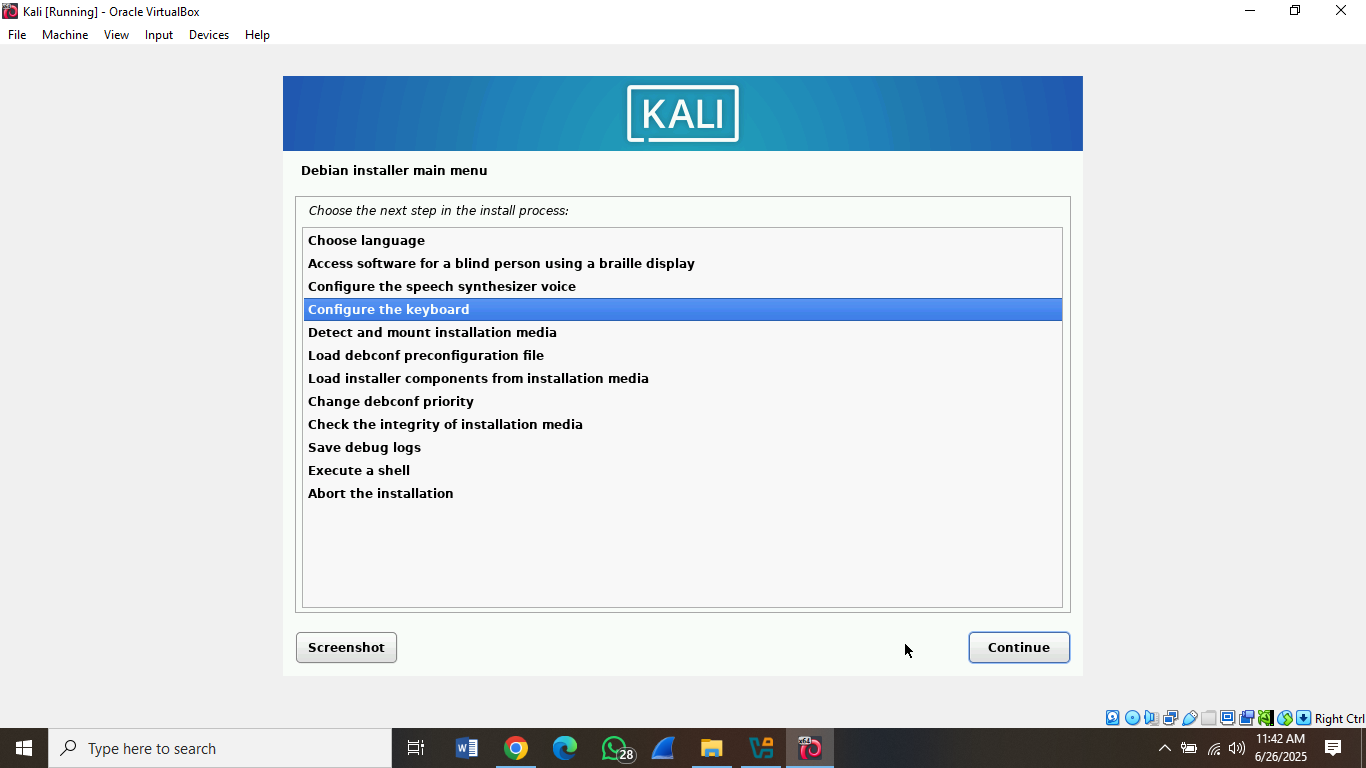 Kali [Running] - Oracle VirtualBox
File Machine View Input Devices Help
KALI
Debian installer main menu
Choose the next step in the install process:
Choose language
Access software for a blind person using a braille display
Configure the speech synthesizer voice
Configure the keyboard
Detect and mount installation media
Load debconf preconfiguration file
Load installer components from installation media
Change debconf priority
Check the integrity of installation media
Save debug logs
Execute a shell
Abort the installation
Screenshot
Continue
Right Ctrl
Type here to search
28
11:42 AM
6/26/2025